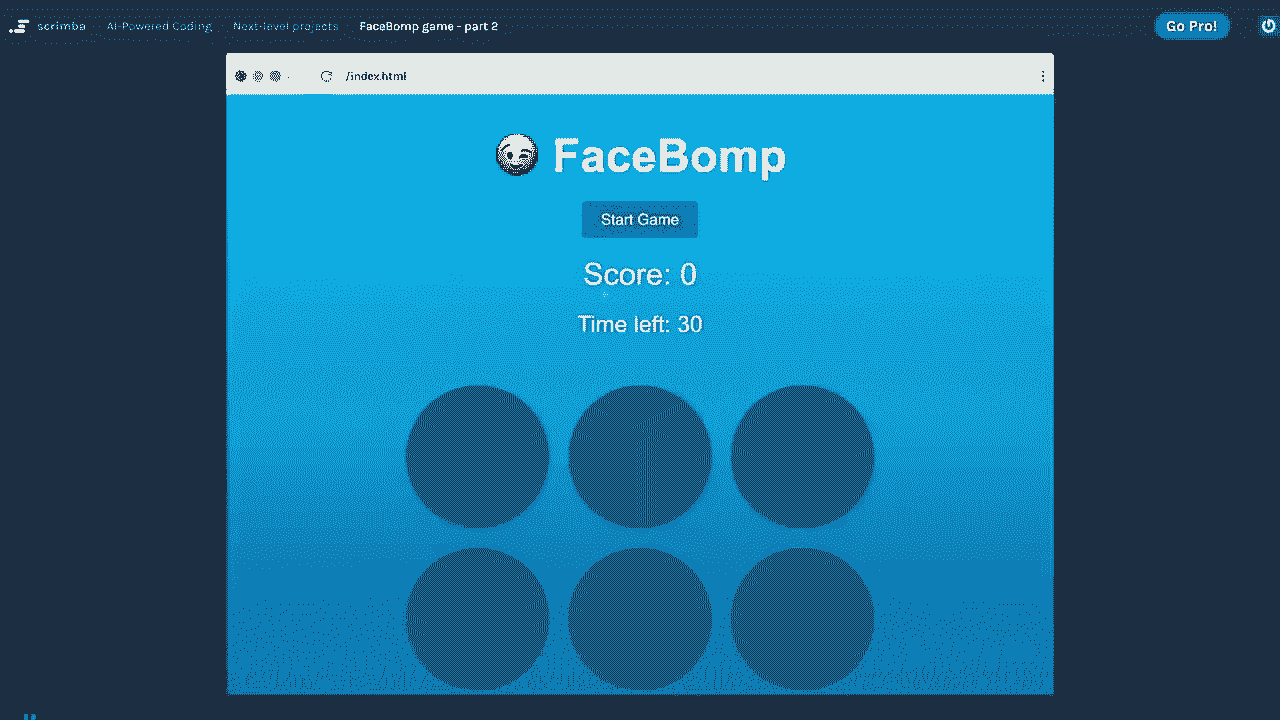 scrimba AI-Powered Coding Next-level projects FaceBomp game - part 2 Go Pro!
/index.html
FaceBomp
Start Game
Score: 0
Time left: 30